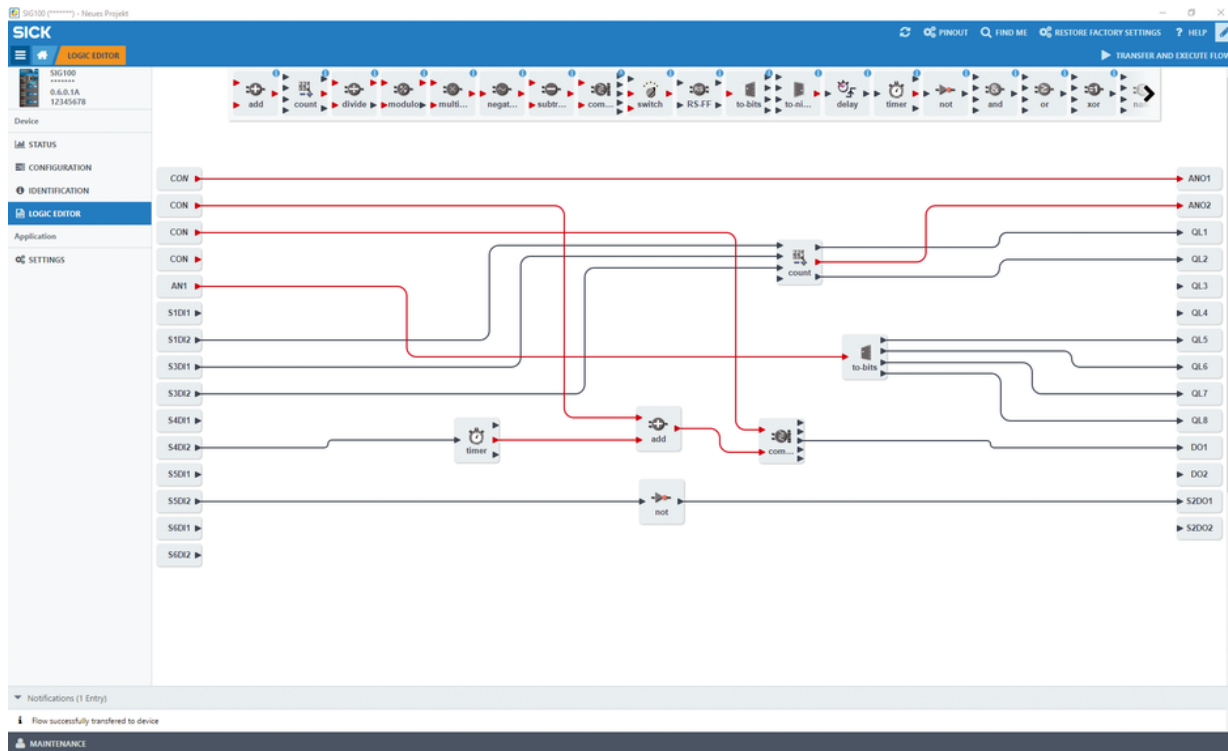 SIG100 (*******) - Neues Projekt
SICK
PINOUT
FIND ME
RESTORE FACTORY SETTINGS
? HELP
LOGIC EDITOR
TRANSFER AND EXECUTE FLOW
SIG100
*******
0.6.0.1A
12345678
add
count
divide
modulo
multi...
negat...
subtr...
com...
switch
RS-FF
to-bits
to-ni...
delay
timer
not
and
or
xor
Device
STATUS
CONFIGURATION
IDENTIFICATION
LOGIC EDITOR
Application
SETTINGS
CON
CON
CON
CON
AN1
S1DI1
S1DI2
S3DI1
S3DI2
S4DI1
S4DI2
S5DI1
S5DI2
S6DI1
S6DI2
count
to-bits
timer
add
com...
not
ANO1
ANO2
QL1
QL2
QL3
QL4
QL5
QL6
QL7
QL8
DO1
DO2
S2DO1
S2DO2
Notifications (1 Entry)
Flow successfully transfered to device
MAINTENANCE